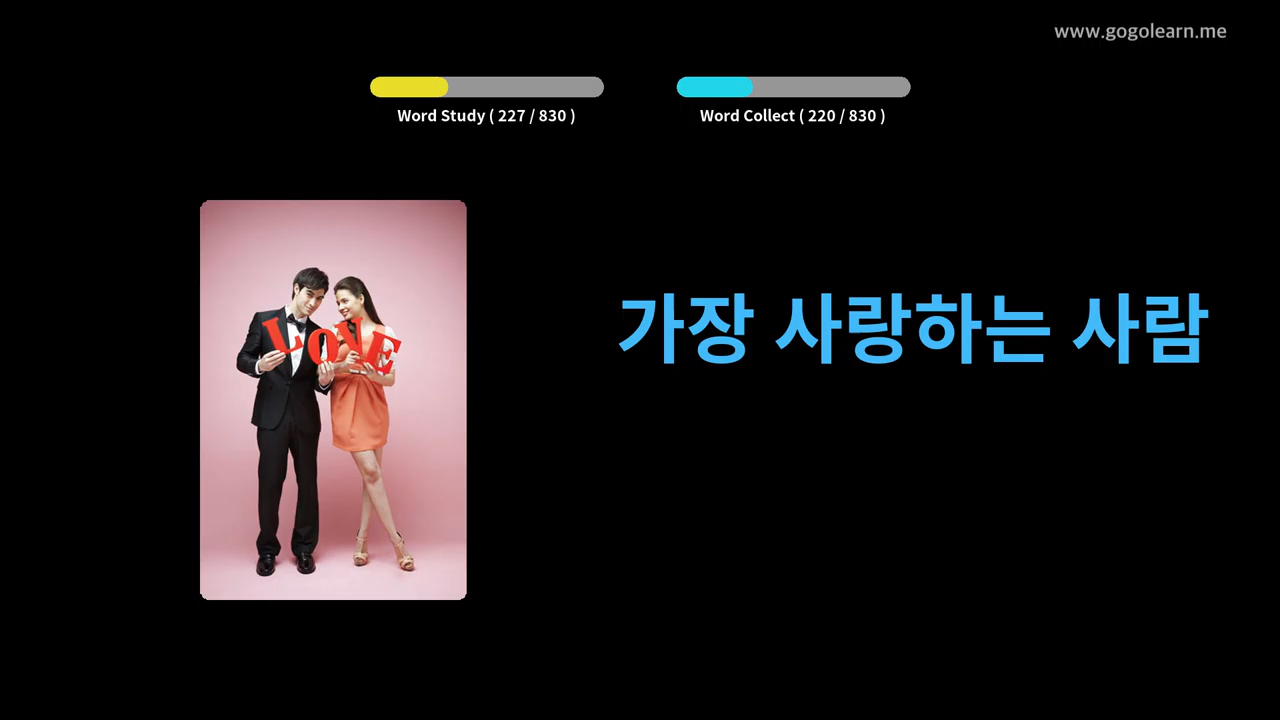 www.gogolearn.me
Word Study ( 227 / 830 )
Word Collect ( 220 / 830 )
가장 사랑하는 사람
LOVE